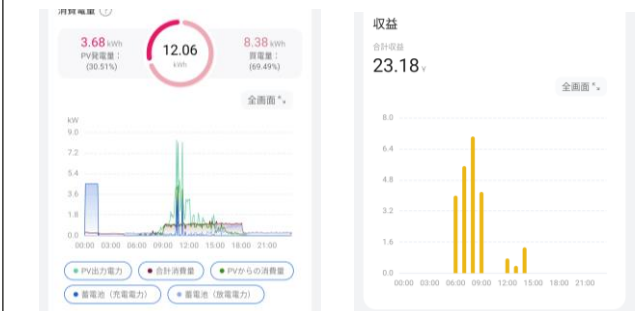 消費電量 ?
3.68 kWh
PV発電量：
(30.51%)
12.06
kWh
8.38 kWh
買電量：
(69.49%)
全画面
kW
9.0
7.2
5.4
3.6
1.8
0.0
00:00 03:00 06:00 09:00 12:00 15:00 18:00 21:00
PV出力電力
合計消費量
PVからの消費量
蓄電池（充電電力）
蓄電池（放電電力）
収益
合計収益
23.18 ¥
全画面
8.0
6.4
4.8
3.2
1.6
0.0
00:00 03:00 06:00 09:00 12:00 15:00 18:00 21:00